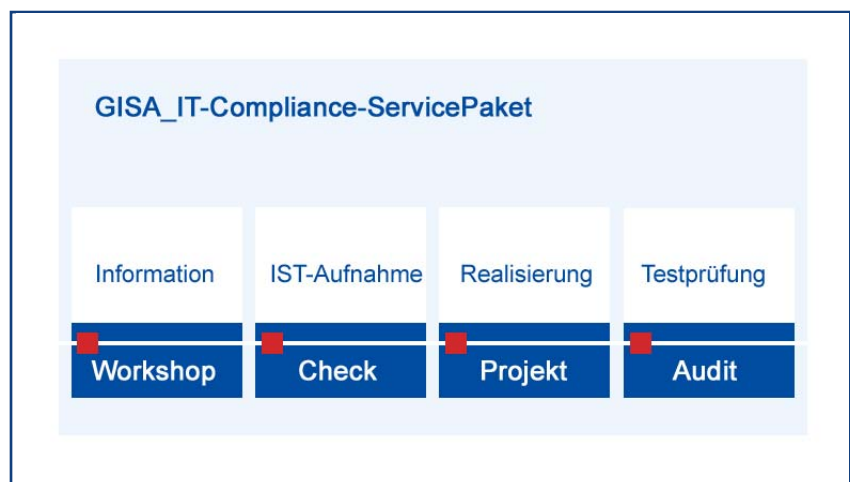 GISA_IT-Compliance-ServicePaket
Information
IST-Aufnahme
Realisierung
Testprüfung
Workshop
Check
Projekt
Audit